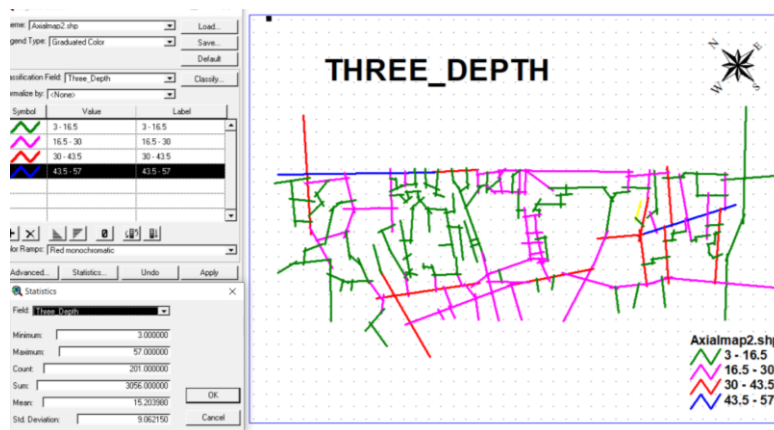 eme: Axialmap2.shp
Load...
gend Type: Graduated Color
Save...
Default
assification Field: Three_Depth
Classify...
rmalize by: <None>
Symbol Value Label
3 - 16.5 3 - 16.5
16.5 - 30 16.5 - 30
30 - 43.5 30 - 43.5
43.5 - 57 43.5 - 57
lor Ramps: Red monochromatic
Advanced... Statistics... Undo Apply
Statistics
Field: Three_Depth
Minimum: 3.000000
Maximum: 57.000000
Count: 201.000000
Sum: 3056.000000
Mean: 15.203980
Std. Deviation: 9.062150
OK
Cancel
THREE_DEPTH
N
E
W
S
Axialmap2.shp
3 - 16.5
16.5 - 30
30 - 43.5
43.5 - 57